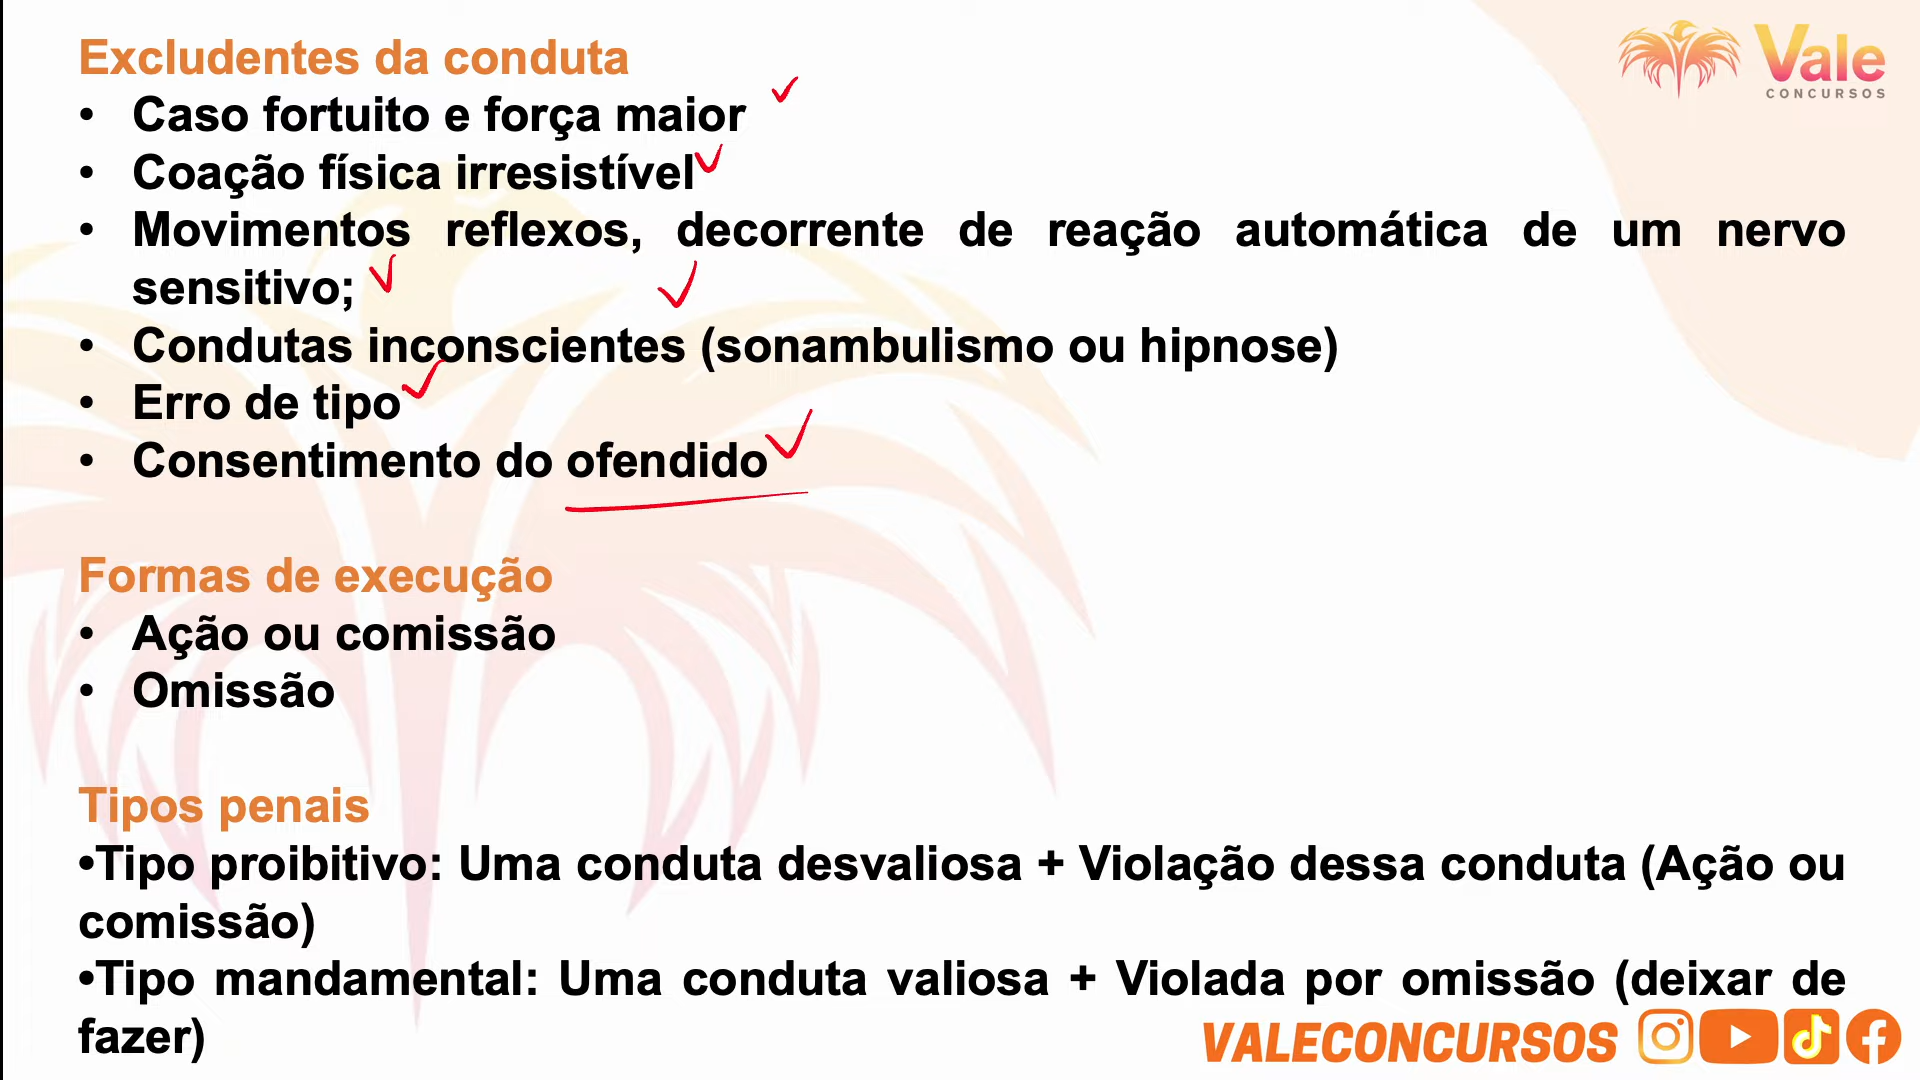 Excludentes da conduta
Vale
CONCURSOS
• Caso fortuito e força maior
• Coação física irresistível
• Movimentos reflexos, decorrente de reação automática de um nervo
sensitivo;
• Condutas inconscientes (sonambulismo ou hipnose)
• Erro de tipo
• Consentimento do ofendido
Formas de execução
• Ação ou comissão
• Omissão
Tipos penais
•Tipo proibitivo: Uma conduta desvaliosa + Violação dessa conduta (Ação ou
comissão)
•Tipo mandamental: Uma conduta valiosa + Violada por omissão (deixar de
fazer)
VALECONCURSOS